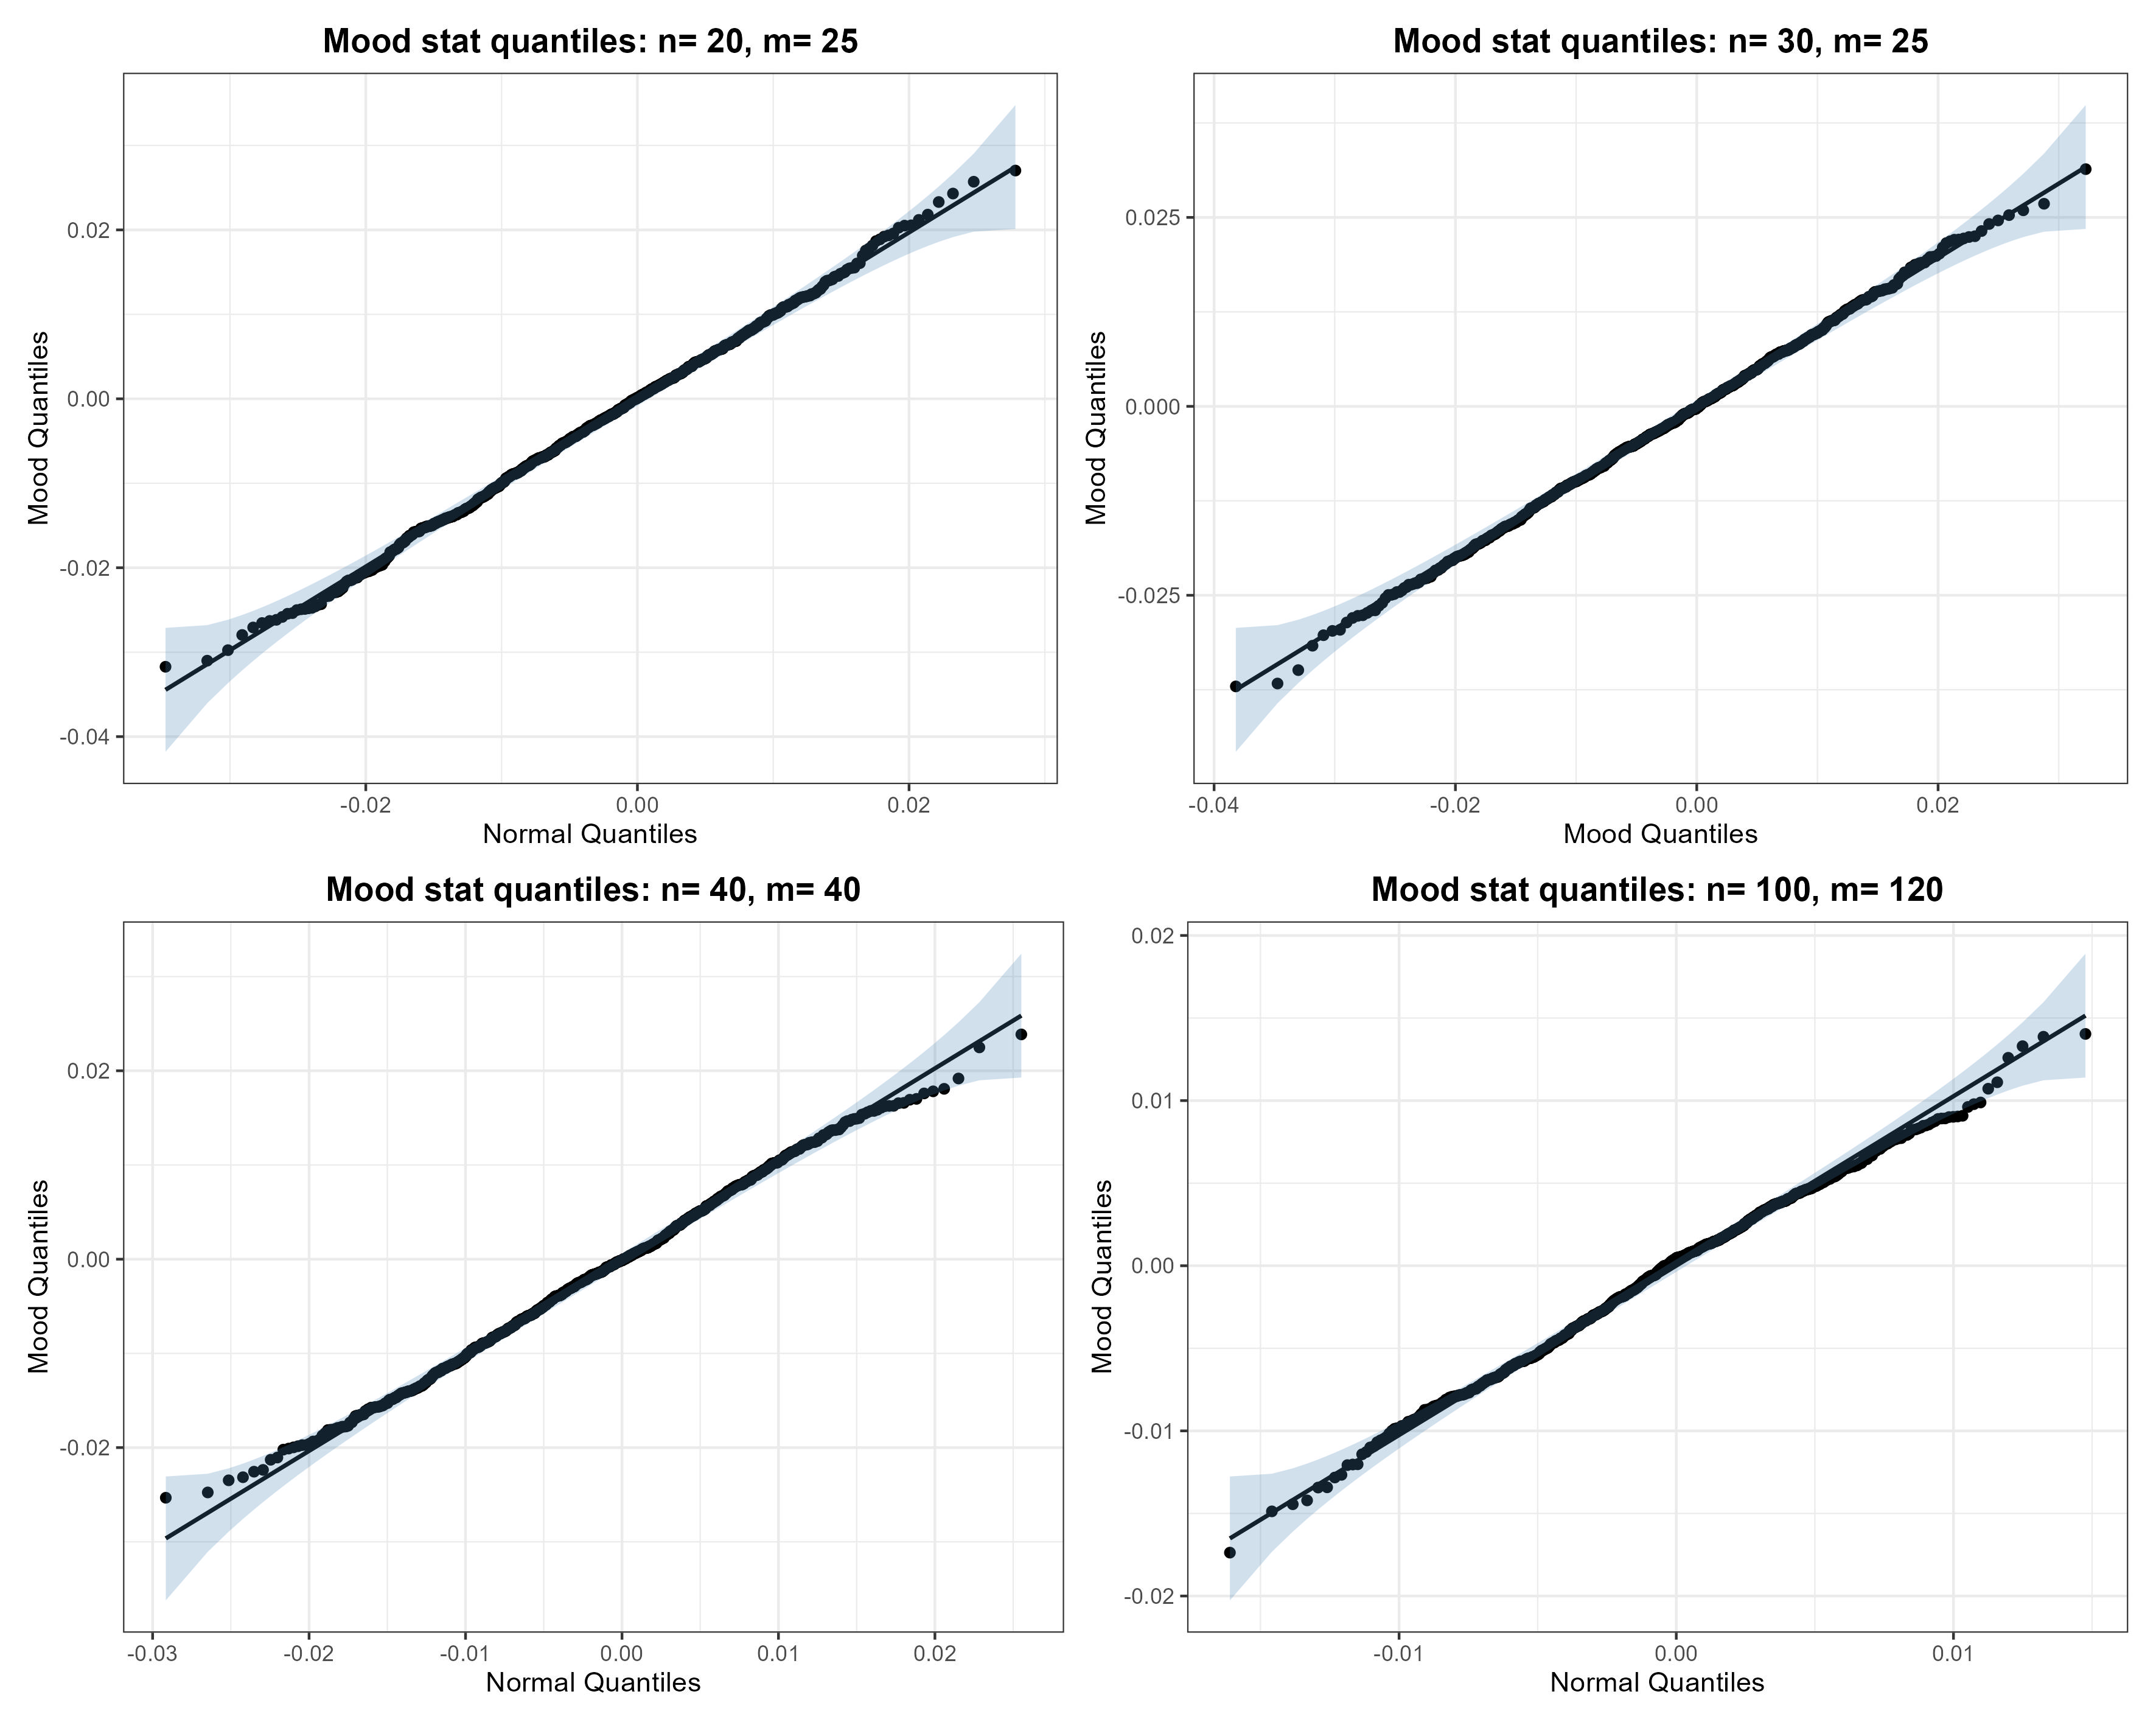 Mood stat quantiles: n= 20, m= 25
Mood Quantiles
0.02
0.00
-0.02
-0.04
-0.02
0.00
0.02
Normal Quantiles
Mood stat quantiles: n= 30, m= 25
Mood Quantiles
0.025
0.000
-0.025
-0.04
-0.02
0.00
0.02
Mood Quantiles
Mood stat quantiles: n= 40, m= 40
Mood Quantiles
0.02
0.00
-0.02
-0.03
-0.02
-0.01
0.00
0.01
0.02
Normal Quantiles
Mood stat quantiles: n= 100, m= 120
Mood Quantiles
0.02
0.01
0.00
-0.01
-0.02
-0.01
0.00
0.01
Normal Quantiles